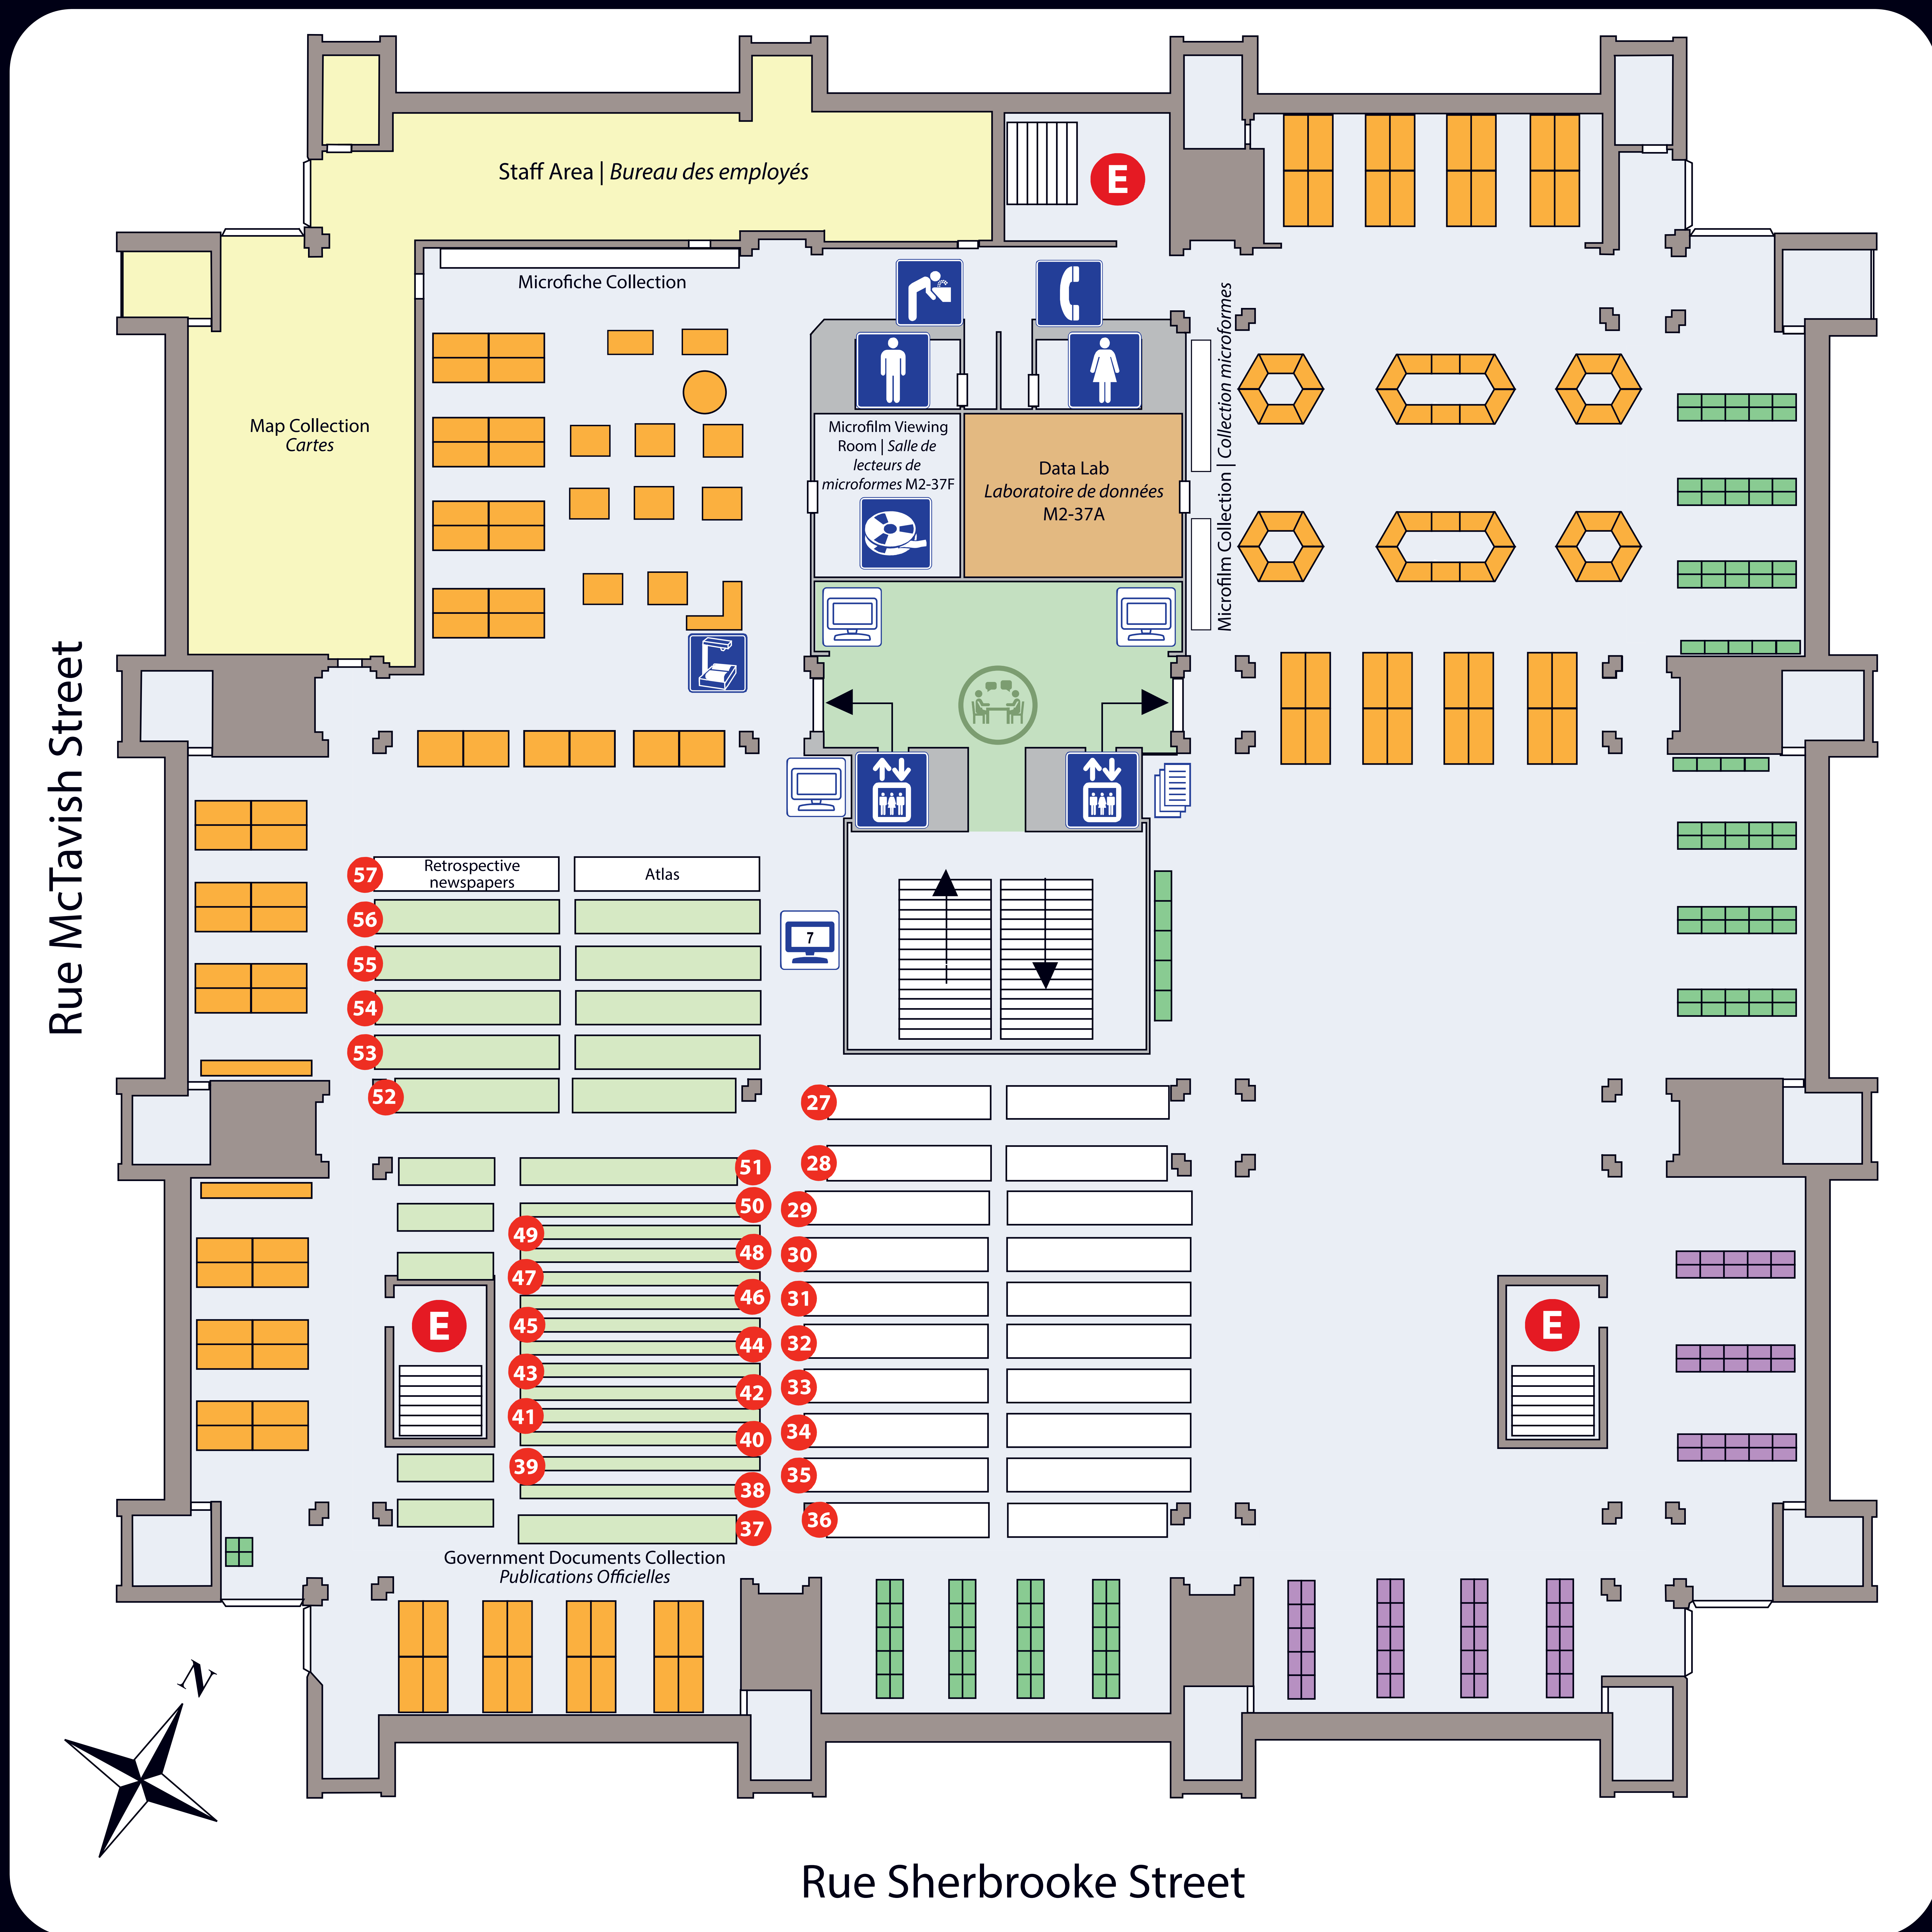 Staff Area | Bureau des employés
E
Microfiche Collection
Map Collection
Cartes
Microfilm Viewing
Room | Salle de
lecteurs de
microformes M2-37F
Data Lab
Laboratoire de données
M2-37A
Microfilm Collection | Collection microformes
Rue McTavish Street
57
Retrospective
newspapers
Atlas
56
7
55
54
53
52
27
51
28
50
29
49
48
30
47
46
31
E
45
E
44
32
43
42
33
41
40
34
39
38
35
37
36
Government Documents Collection
Publications Officielles
N
Rue Sherbrooke Street